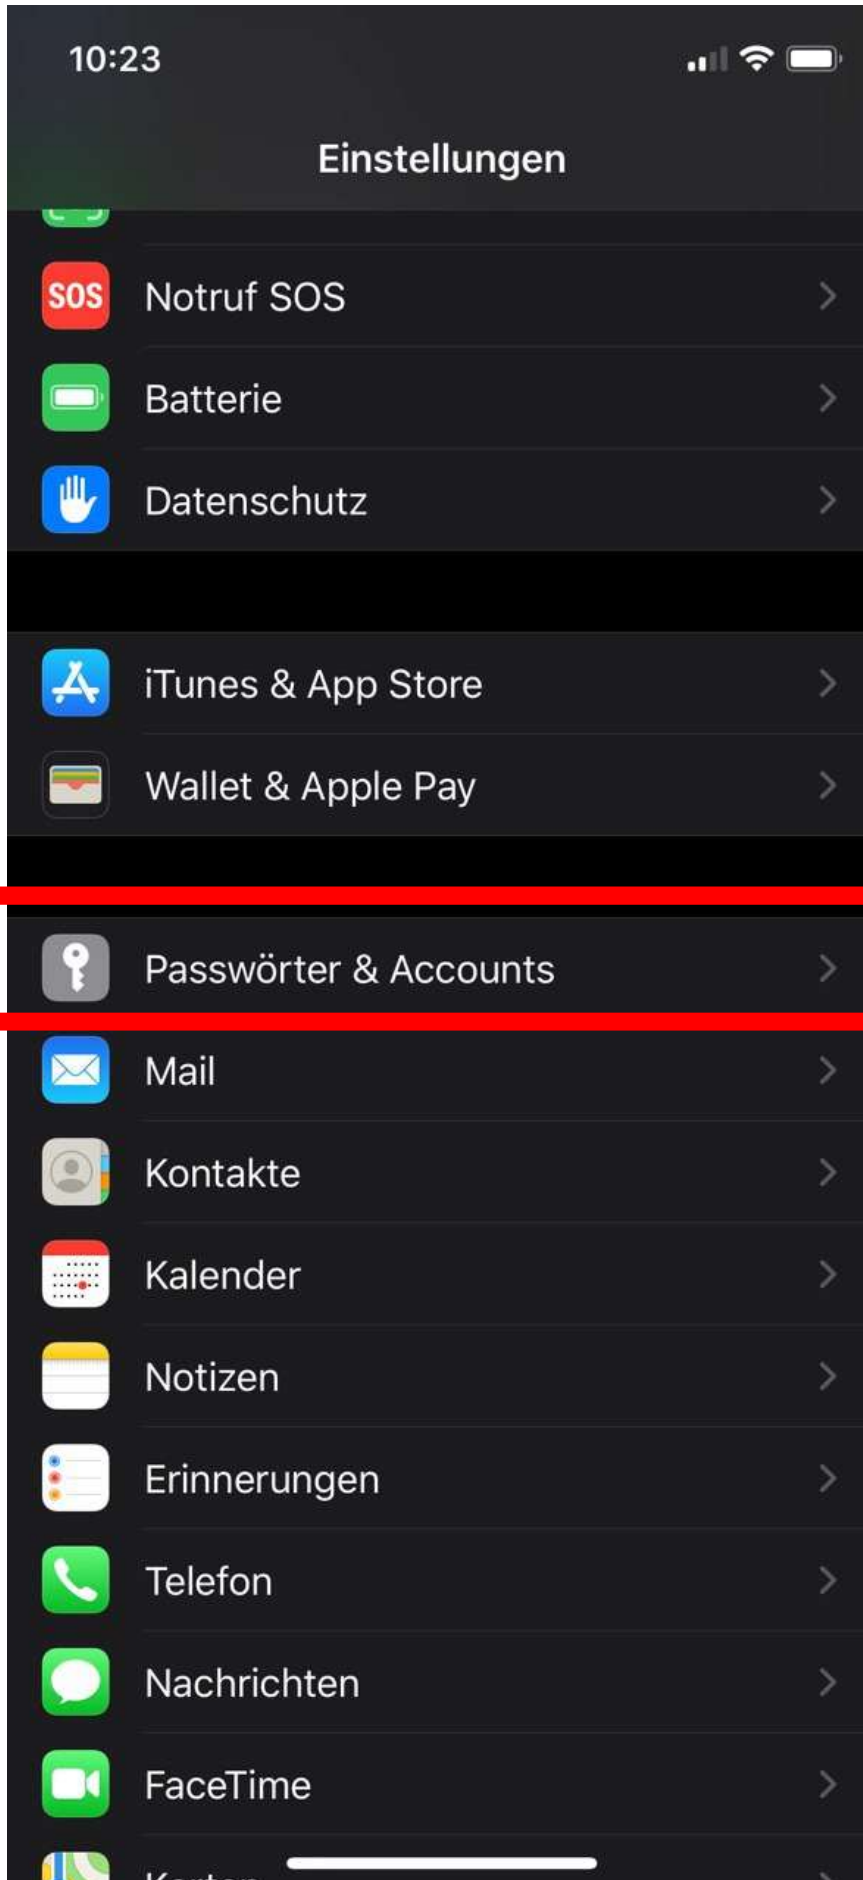 10:23
Einstellungen
SOS Notruf SOS
Batterie
Datenschutz
iTunes & App Store
Wallet & Apple Pay
Passwörter & Accounts
Mail
Kontakte
Kalender
Notizen
Erinnerungen
Telefon
Nachrichten
FaceTime